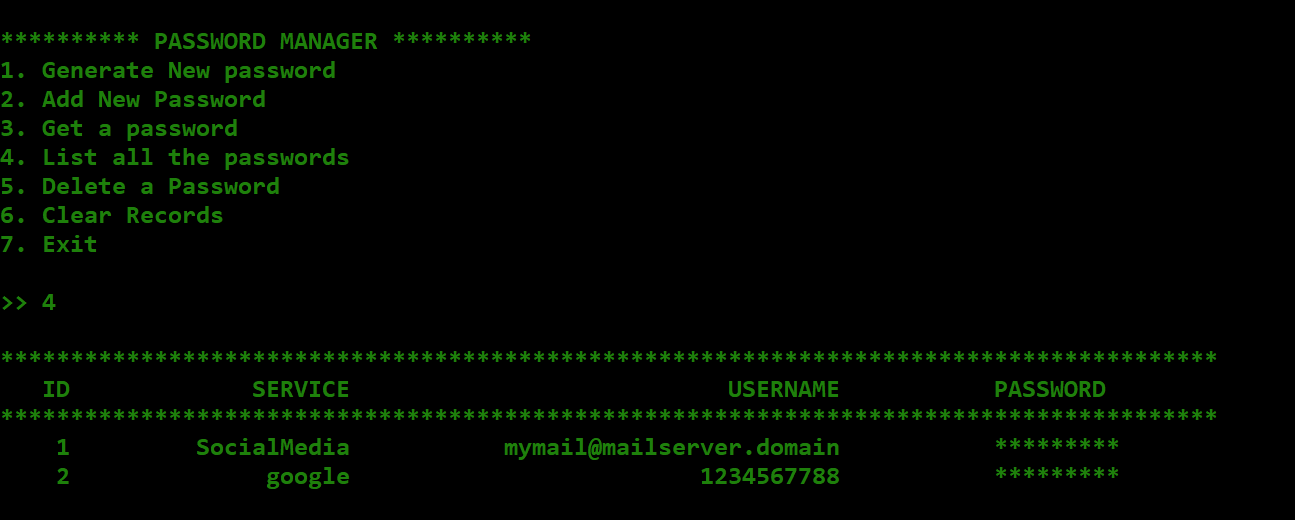 ********** PASSWORD MANAGER **********
1. Generate New password
2. Add New Password
3. Get a password
4. List all the passwords
5. Delete a Password
6. Clear Records
7. Exit
>> 4
***************************************************************************************
ID SERVICE USERNAME PASSWORD
***************************************************************************************
1 SocialMedia mymail@mailserver.domain *********
2 google 1234567788 *********